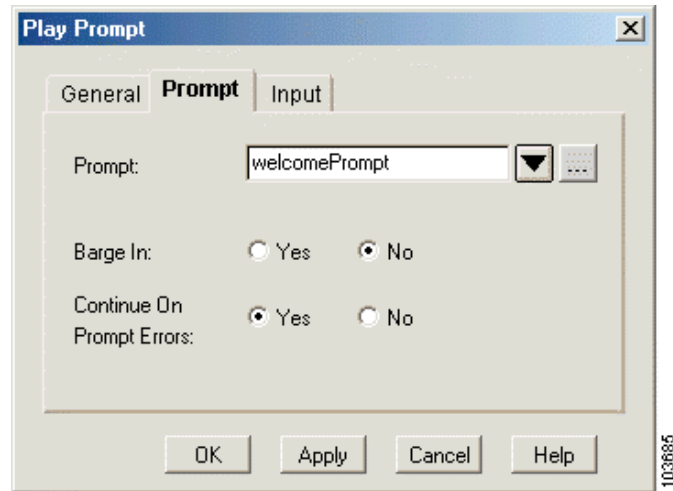 Play Prompt
General Prompt Input
Prompt: welcomePrompt ...
Barge In: Yes No
Continue On
Prompt Errors: Yes No
OK Apply Cancel Help
103685